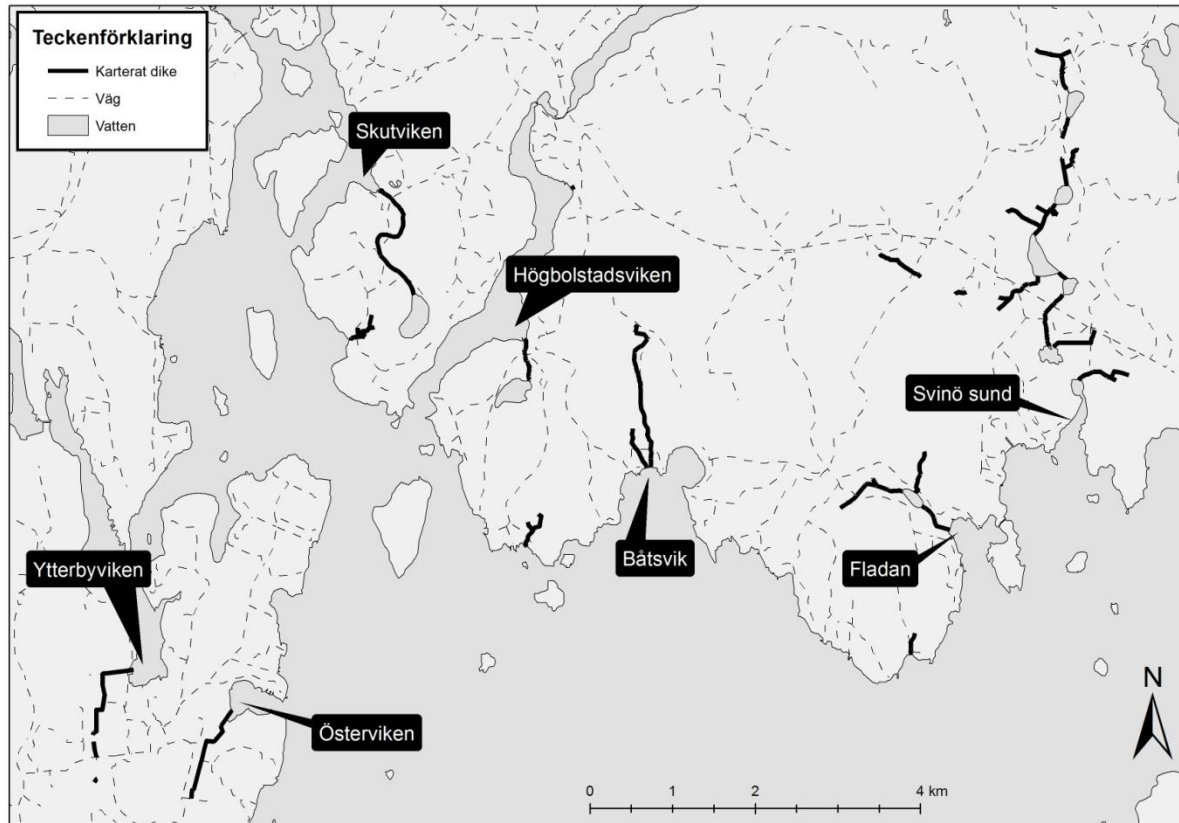 Teckenförklaring
Karterat dike
Väg
Vatten
Skutviken
Högbolstadsviken
Svinö sund
Ytterbyviken
Båtsvik
Fladan
Österviken
N
0 1 2 4 km